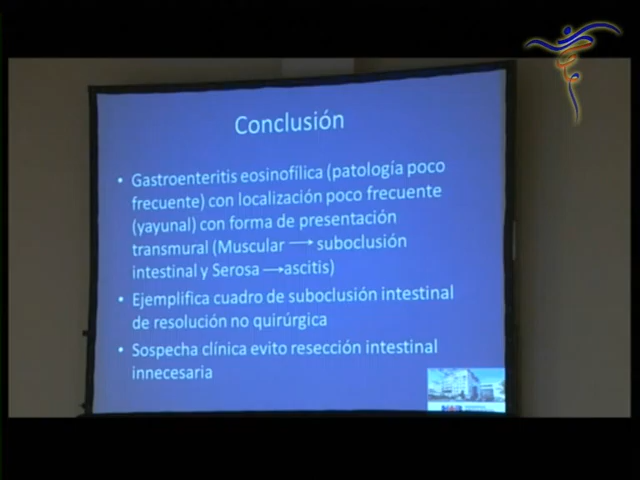 Conclusión
• Gastroenteritis eosinofílica (patología poco
frecuente) con localización poco frecuente
(yayunal) con forma de presentación
transmural (Muscular → suboclusión
intestinal y Serosa → ascitis)
• Ejemplifica cuadro de suboclusión intestinal
de resolución no quirúrgica
• Sospecha clínica evito resección intestinal
innecesaria